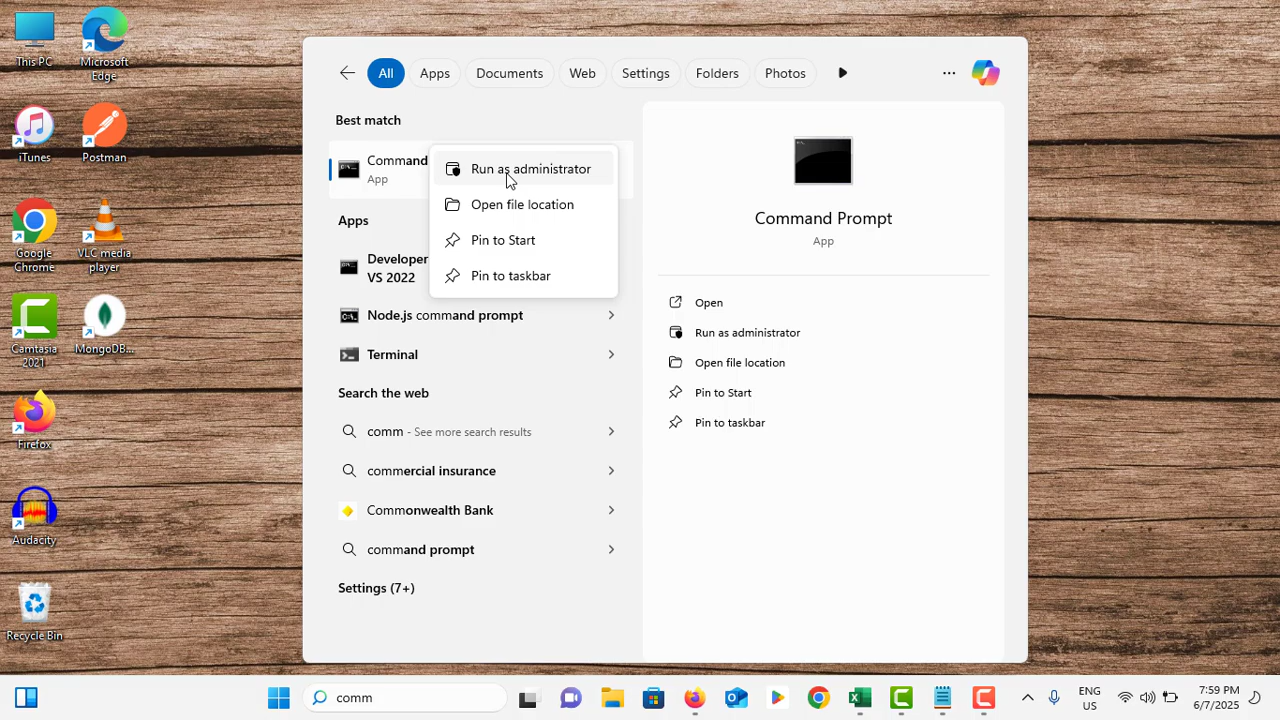 This PC
Microsoft
Edge
iTunes
Postman
Google
Chrome
VLC media
player
Camtasia
2021
MongoDB...
Firefox
Audacity
Recycle Bin
All
Apps
Documents
Web
Settings
Folders
Photos
Best match
Command
App
Run as administrator
Open file location
Pin to Start
Pin to taskbar
Apps
Developer
VS 2022
Node.js command prompt
Terminal
Search the web
comm - See more search results
commercial insurance
Commonwealth Bank
command prompt
Settings (7+)
Command Prompt
App
Open
Run as administrator
Open file location
Pin to Start
Pin to taskbar
comm
ENG
US
7:59 PM
6/7/2025